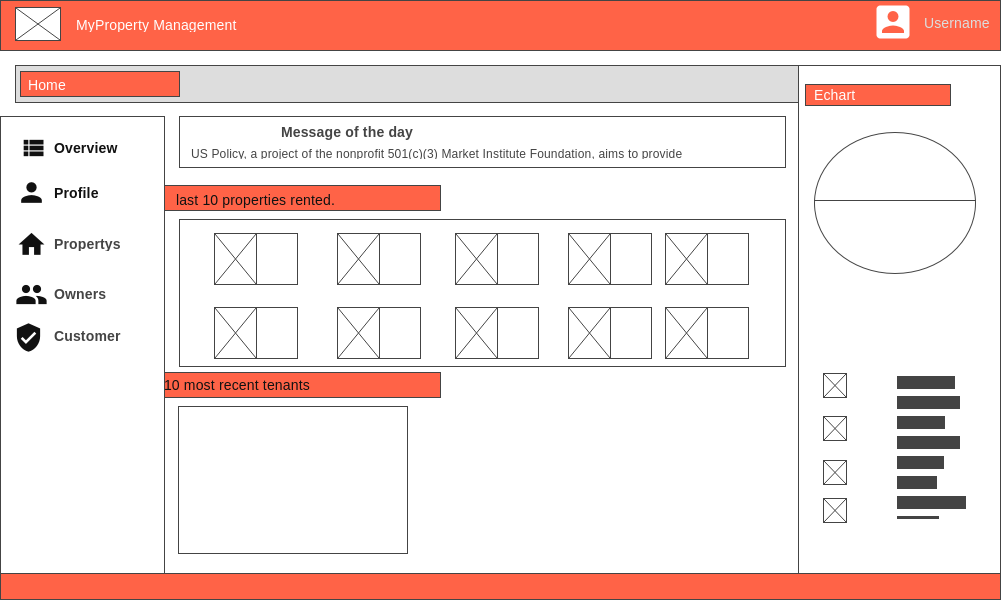 MyProperty Management
Username
Home
Echart
Overview
Profile
Propertys
Owners
Customer
Message of the day
US Policy, a project of the nonprofit 501(c)(3) Market Institute Foundation, aims to provide
last 10 properties rented.
10 most recent tenants